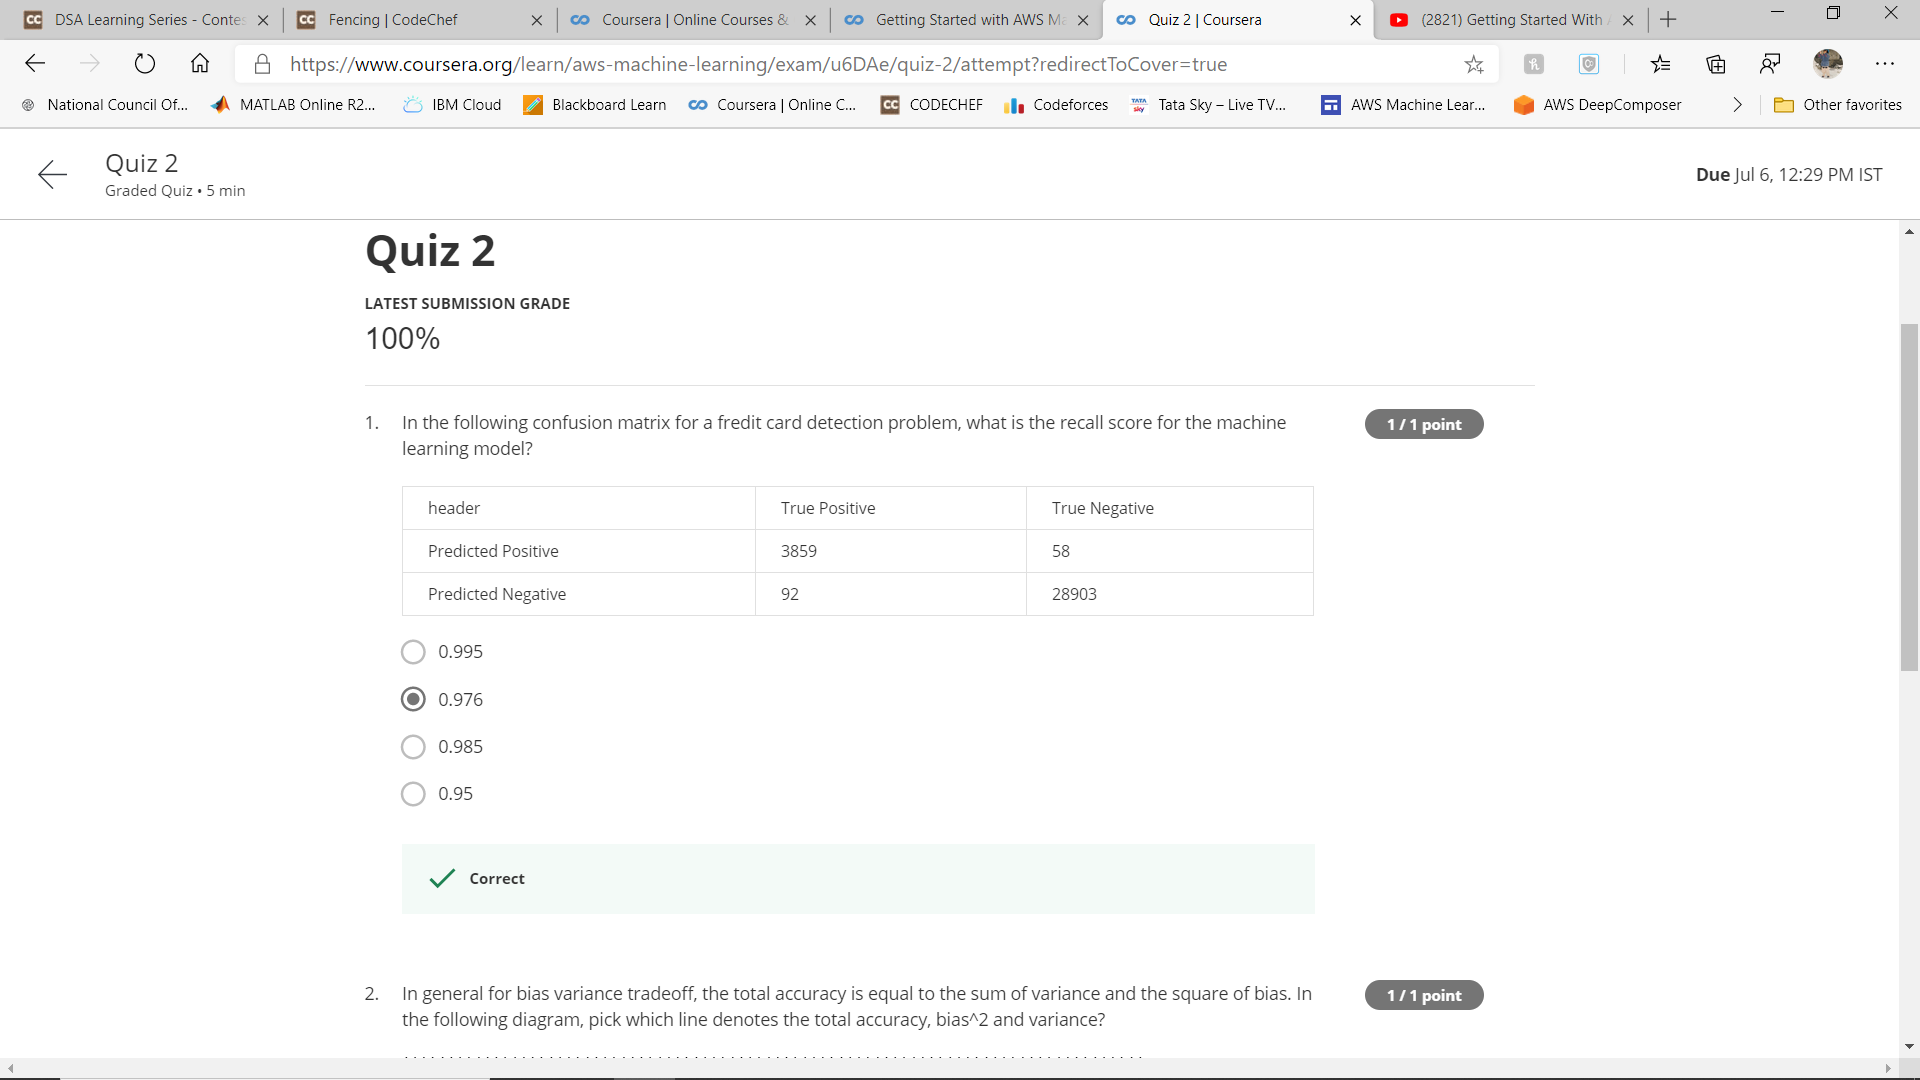 DSA Learning Series - Contes
Fencing | CodeChef
Coursera | Online Courses &
Getting Started with AWS Ma
Quiz 2 | Coursera
(2821) Getting Started With
https://www.coursera.org/learn/aws-machine-learning/exam/u6DAe/quiz-2/attempt?redirectToCover=true
National Council Of...
MATLAB Online R2...
IBM Cloud
Blackboard Learn
Coursera | Online C...
CC CODECHEF
Codeforces
TATA sky Tata Sky – Live TV...
AWS Machine Lear...
AWS DeepComposer
Other favorites
Quiz 2
Graded Quiz • 5 min
Due Jul 6, 12:29 PM IST
Quiz 2
LATEST SUBMISSION GRADE
100%
1. In the following confusion matrix for a fredit card detection problem, what is the recall score for the machine
learning model?
1 / 1 point
header True Positive True Negative
Predicted Positive 3859 58
Predicted Negative 92 28903
0.995
0.976
0.985
0.95
Correct
2. In general for bias variance tradeoff, the total accuracy is equal to the sum of variance and the square of bias. In
the following diagram, pick which line denotes the total accuracy, bias^2 and variance?
1 / 1 point